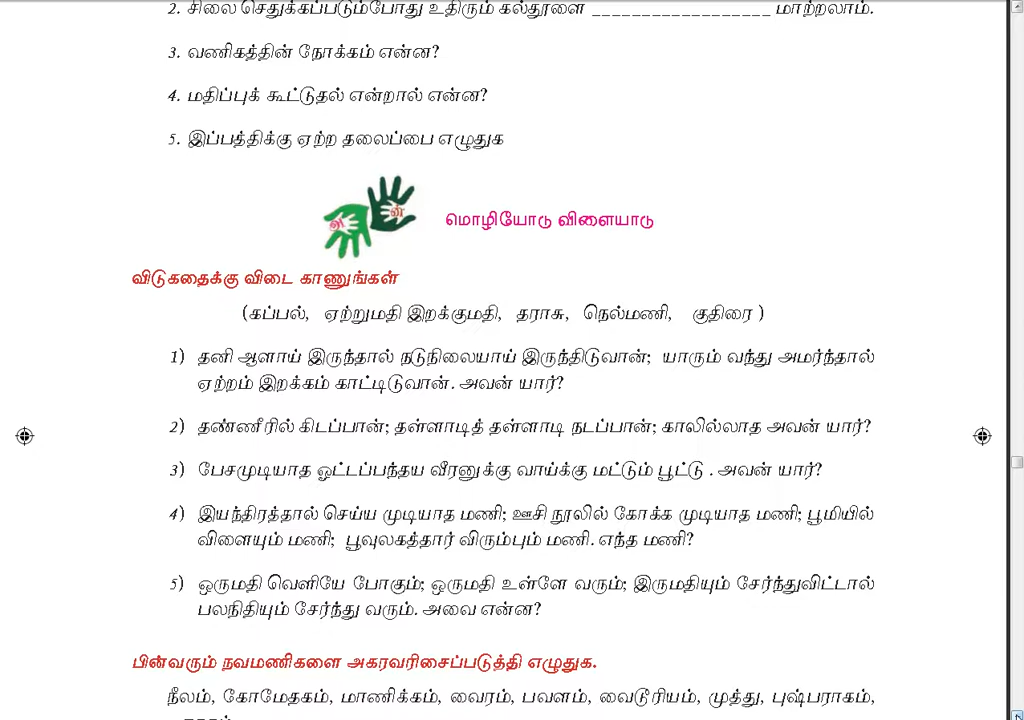 2. சிலை செதுக்கப்படும்போது உதிரும் கல்தூளை __________________ மாற்றலாம்.
3. வணிகத்தின் நோக்கம் என்ன?
4. மதிப்புக் கூட்டுதல் என்றால் என்ன?
5. இப்பத்திக்கு ஏற்ற தலைப்பை எழுதுக
மொழியோடு விளையாடு
விடுகதைக்கு விடை காணுங்கள்
(கப்பல், ஏற்றுமதி இறக்குமதி, தராசு, நெல்மணி, குதிரை )
1) தனி ஆளாய் இருந்தால் நடுநிலையாய் இருந்திடுவான்; யாரும் வந்து அமர்ந்தால்
ஏற்றம் இறக்கம் காட்டிடுவான். அவன் யார்?
2) தண்ணீரில் கிடப்பான்; தள்ளாடித் தள்ளாடி நடப்பான்; காலில்லாத அவன் யார்?
3) பேசமுடியாத ஓட்டப்பந்தய வீரனுக்கு வாய்க்கு மட்டும் பூட்டு . அவன் யார்?
4) இயந்திரத்தால் செய்ய முடியாத மணி; ஊசி நூலில் கோக்க முடியாத மணி; பூமியில்
விளையும் மணி; பூவுலகத்தார் விரும்பும் மணி. எந்த மணி?
5) ஒருமதி வெளியே போகும்; ஒருமதி உள்ளே வரும்; இருமதியும் சேர்ந்துவிட்டால்
பலநிதியும் சேர்ந்து வரும். அவை என்ன?
பின்வரும் நவமணிகளை அகரவரிசைப்படுத்தி எழுதுக.
நீலம், கோமேதகம், மாணிக்கம், வைரம், பவளம், வைடூரியம், முத்து, புஷ்பராகம்,